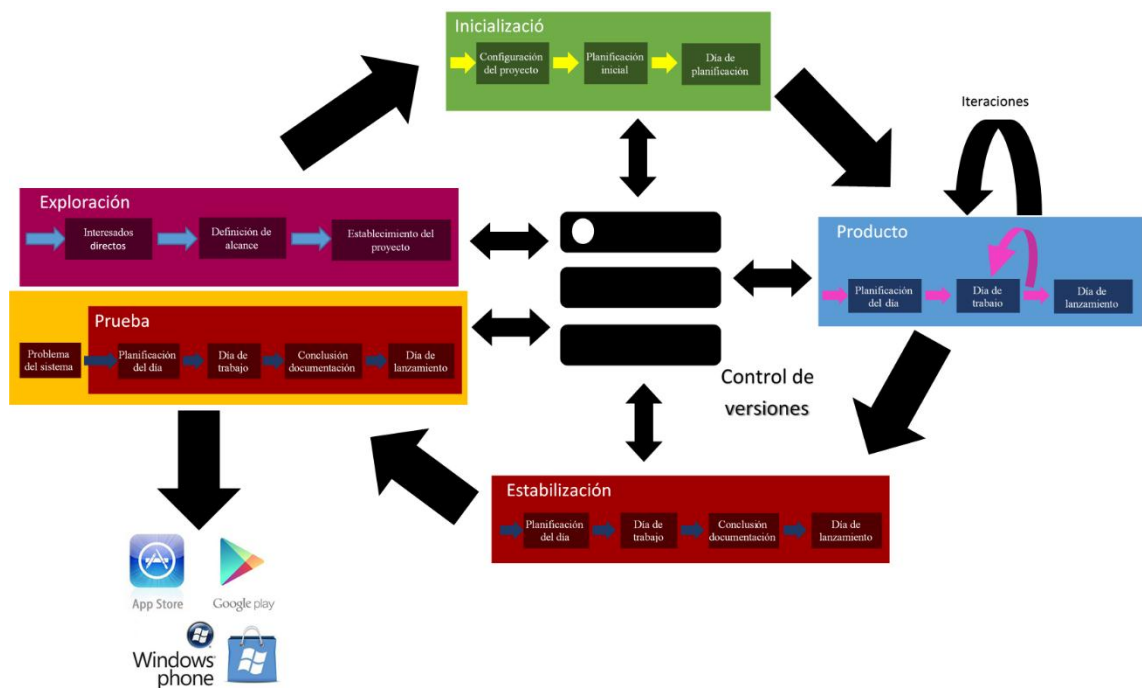 Inicializació
Configuración
del proyecto
Planificación
inicial
Día de
planificación
Iteraciones
Exploración
Interesados
directos
Definición de
alcance
Establecimiento del
proyecto
Producto
Planificación
del día
Día de
trabajo
Día de
lanzamiento
Prueba
Problema
del sistema
Planificación
del día
Día de
trabajo
Conclusión
documentación
Día de
lanzamiento
Control de
versiones
Estabilización
Planificación
del día
Día de
trabajo
Conclusión
documentación
Día de
lanzamiento
App Store
Google play
Windows
phone